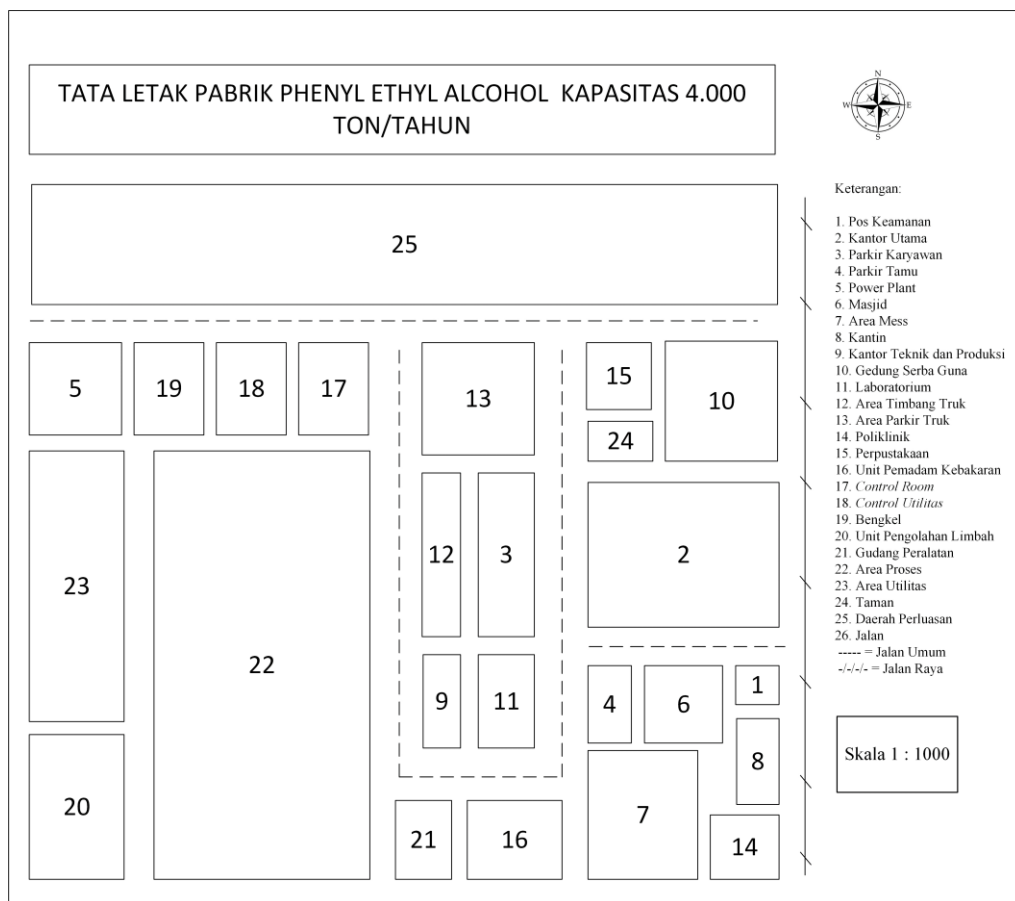 TATA LETAK PABRIK PHENYL ETHYL ALCOHOL KAPASITAS 4.000
TON/TAHUN
N
W
E
S
Keterangan:
1. Pos Keamanan
2. Kantor Utama
3. Parkir Karyawan
4. Parkir Tamu
5. Power Plant
6. Masjid
7. Area Mess
8. Kantin
9. Kantor Teknik dan Produksi
10. Gedung Serba Guna
11. Laboratorium
12. Area Timbang Truk
13. Area Parkir Truk
14. Poliklinik
15. Perpustakaan
16. Unit Pemadam Kebakaran
17. Control Room
18. Control Utilitas
19. Bengkel
20. Unit Pengolahan Limbah
21. Gudang Peralatan
22. Area Proses
23. Area Utilitas
24. Taman
25. Daerah Perluasan
26. Jalan
----- = Jalan Umum
-/-/-/- = Jalan Raya
Skala 1 : 1000
25
5
19
18
17
13
15
10
24
23
12
3
2
22
9
11
4
6
1
8
20
21
16
7
14